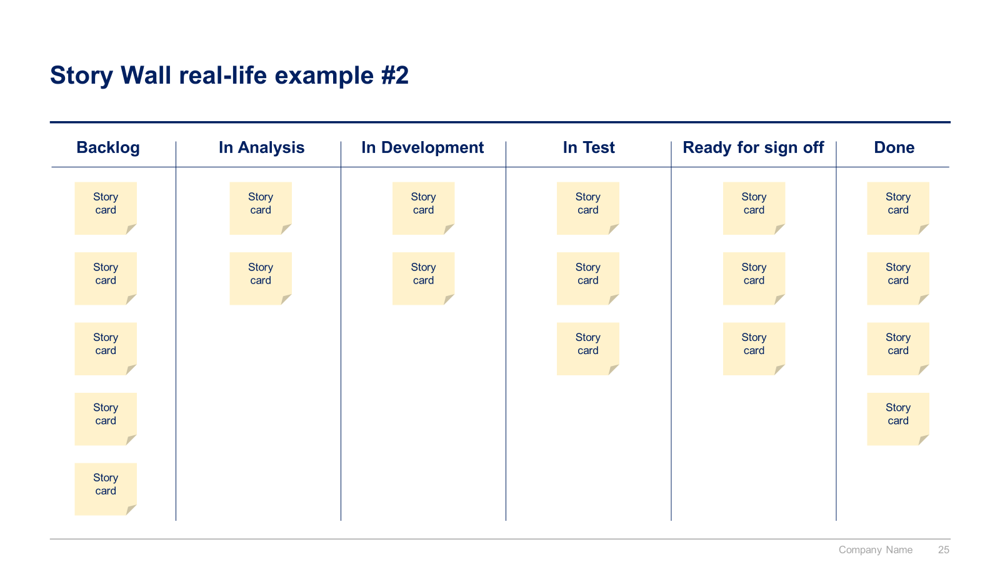 Story Wall real-life example #2
Backlog
In Analysis
In Development
In Test
Ready for sign off
Done
Story
card
Story
card
Story
card
Story
card
Story
card
Story
card
Story
card
Story
card
Story
card
Story
card
Story
card
Story
card
Story
card
Story
card
Story
card
Story
card
Story
card
Story
card
Story
card
Company Name
25